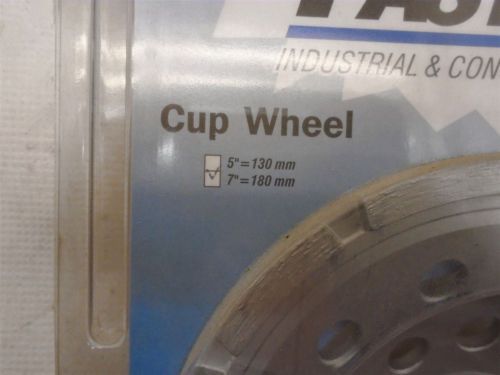 INDUSTRIAL & CON
Cup Wheel
5"=130 mm
7"=180 mm